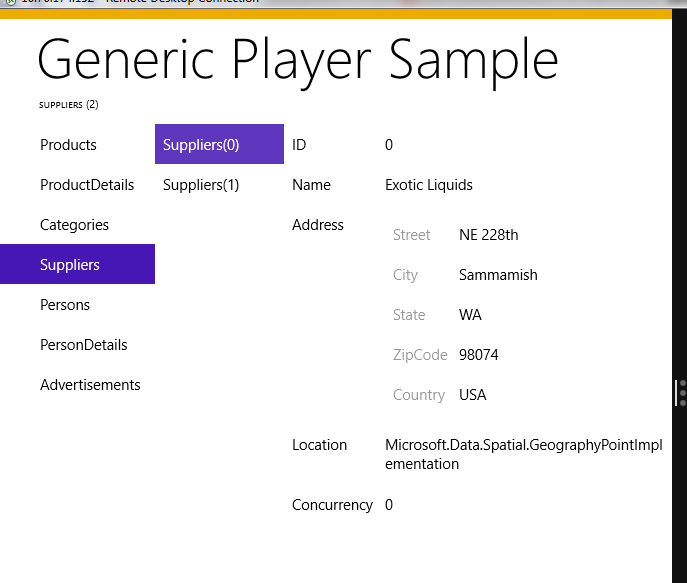 Remote Desktop Connection
Generic Player Sample
SUPPLIERS (2)
Products
ProductDetails
Categories
Suppliers
Persons
PersonDetails
Advertisements
Suppliers(0)
Suppliers(1)
ID 0
Name Exotic Liquids
Address
Street NE 228th
City Sammamish
State WA
ZipCode 98074
Country USA
Location Microsoft.Data.Spatial.GeographyPointImpl
ementation
Concurrency 0